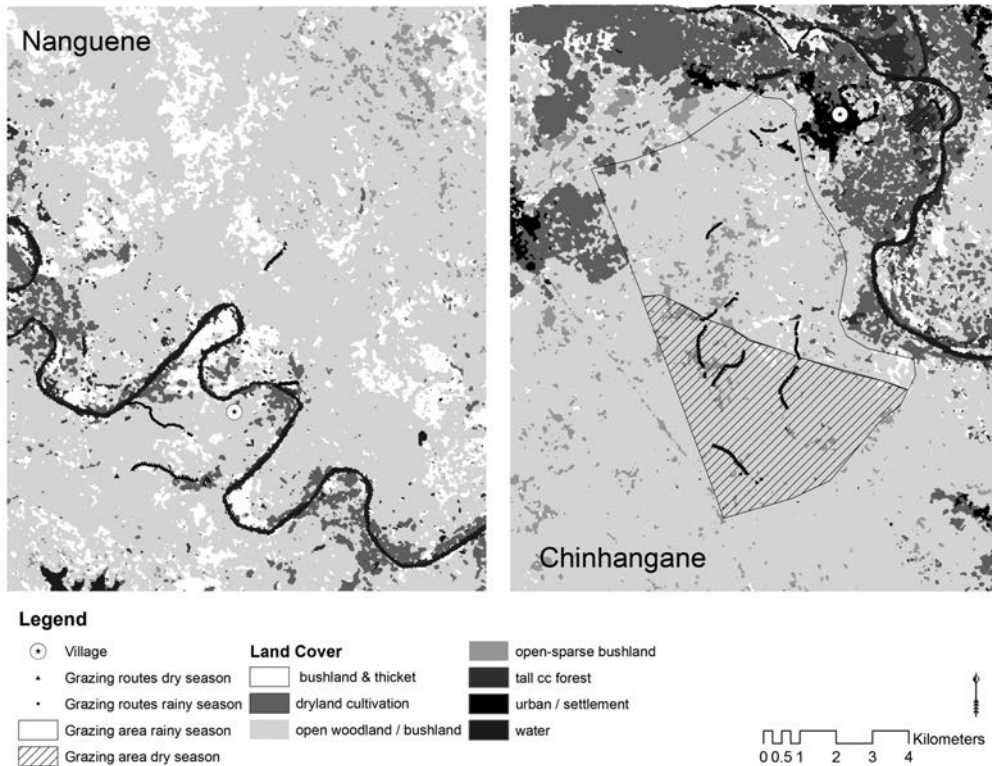 Nanguene
Chinhangane
Legend
Village
Grazing routes dry season
Grazing routes rainy season
Grazing area rainy season
Grazing area dry season
Land Cover
bushland & thicket
dryland cultivation
open woodland / bushland
open-sparse bushland
tall cc forest
urban / settlement
water
Kilometers
0 0.5 1 2 3 4